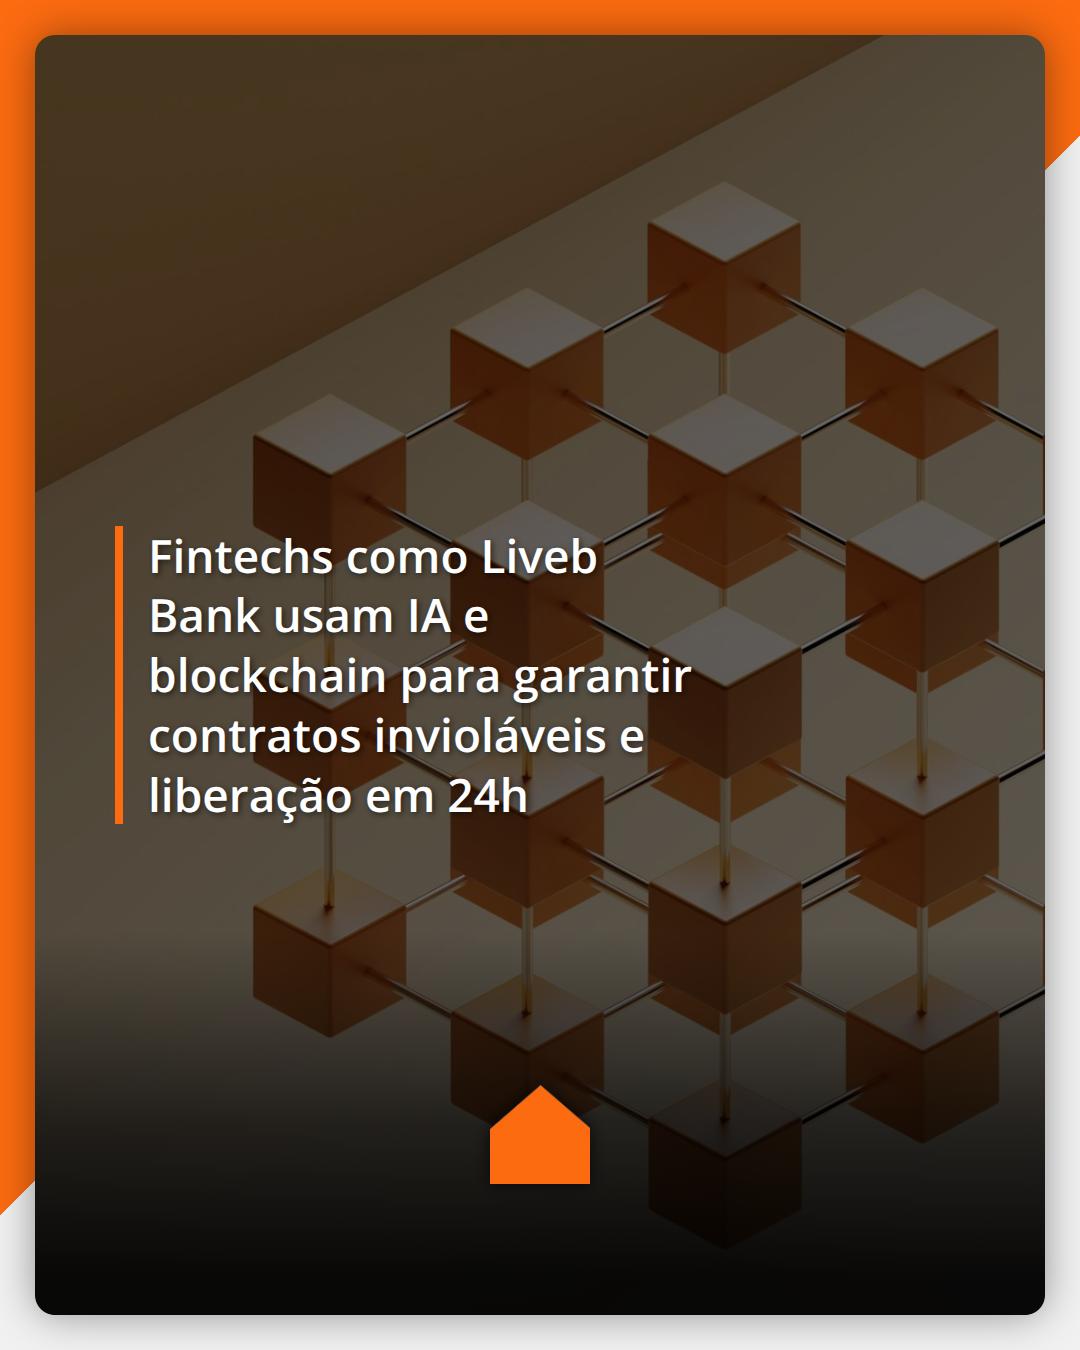 Fintechs como Liveb
Bank usam IA e
blockchain para garantir
contratos invioláveis e
liberação em 24h